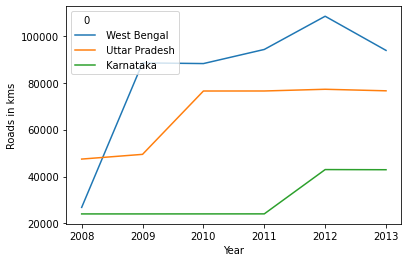 0
West Bengal
Uttar Pradesh
Karnataka
100000
80000
60000
40000
20000
Roads in kms
2008 2009 2010 2011 2012 2013
Year